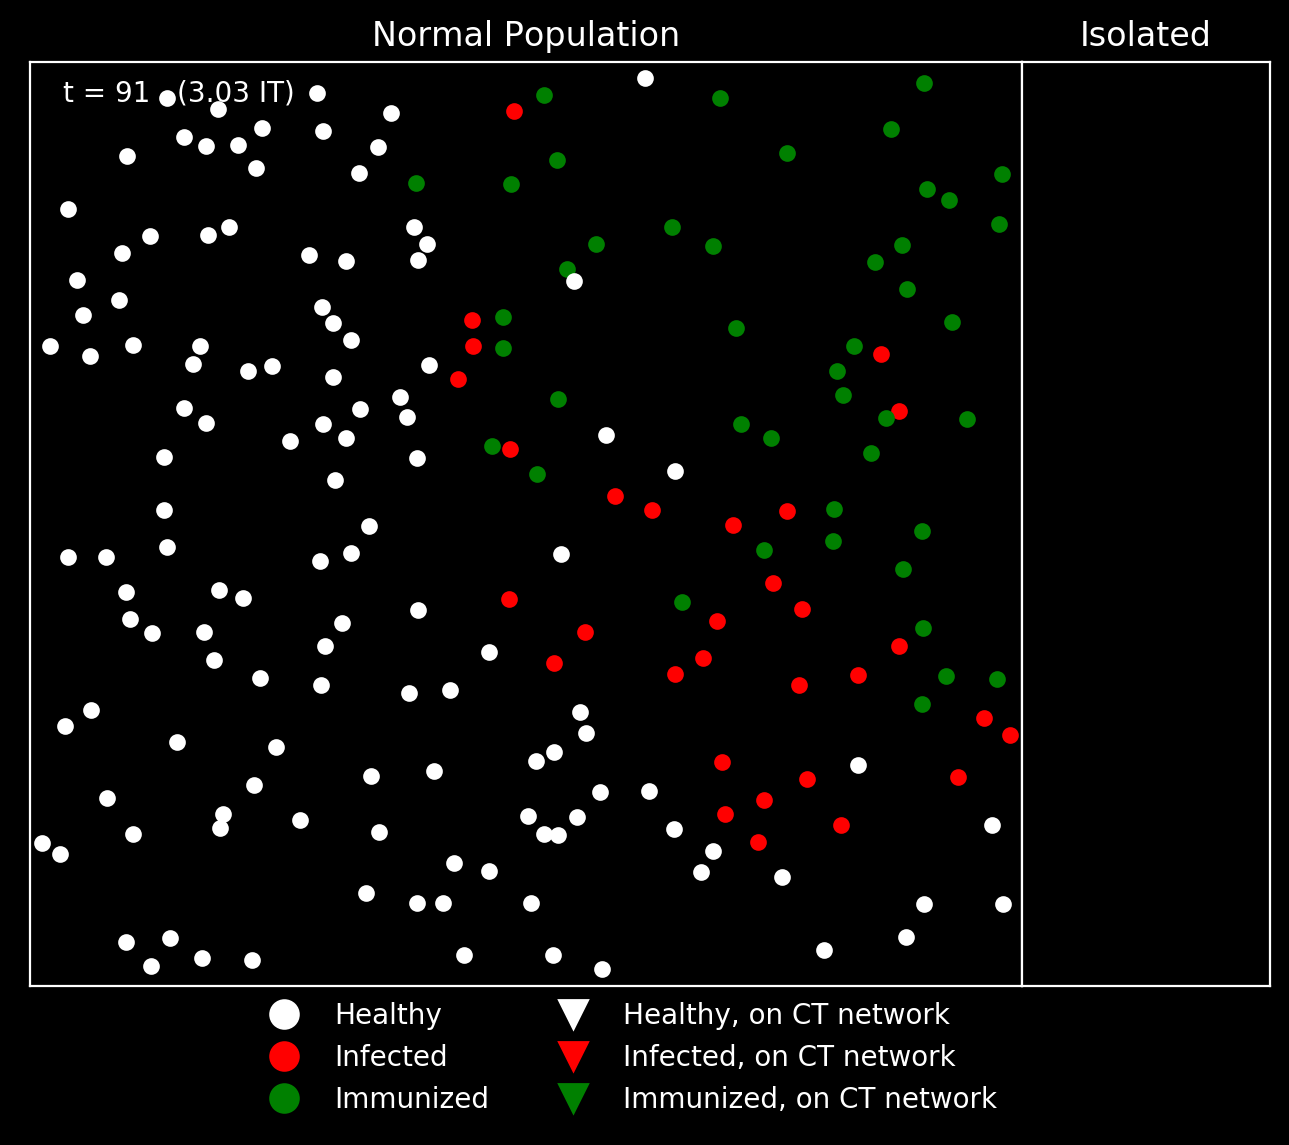 Normal Population
Isolated
t = 91   (3.03 IT)
Healthy
Infected
Immunized
Healthy, on CT network
Infected, on CT network
Immunized, on CT network